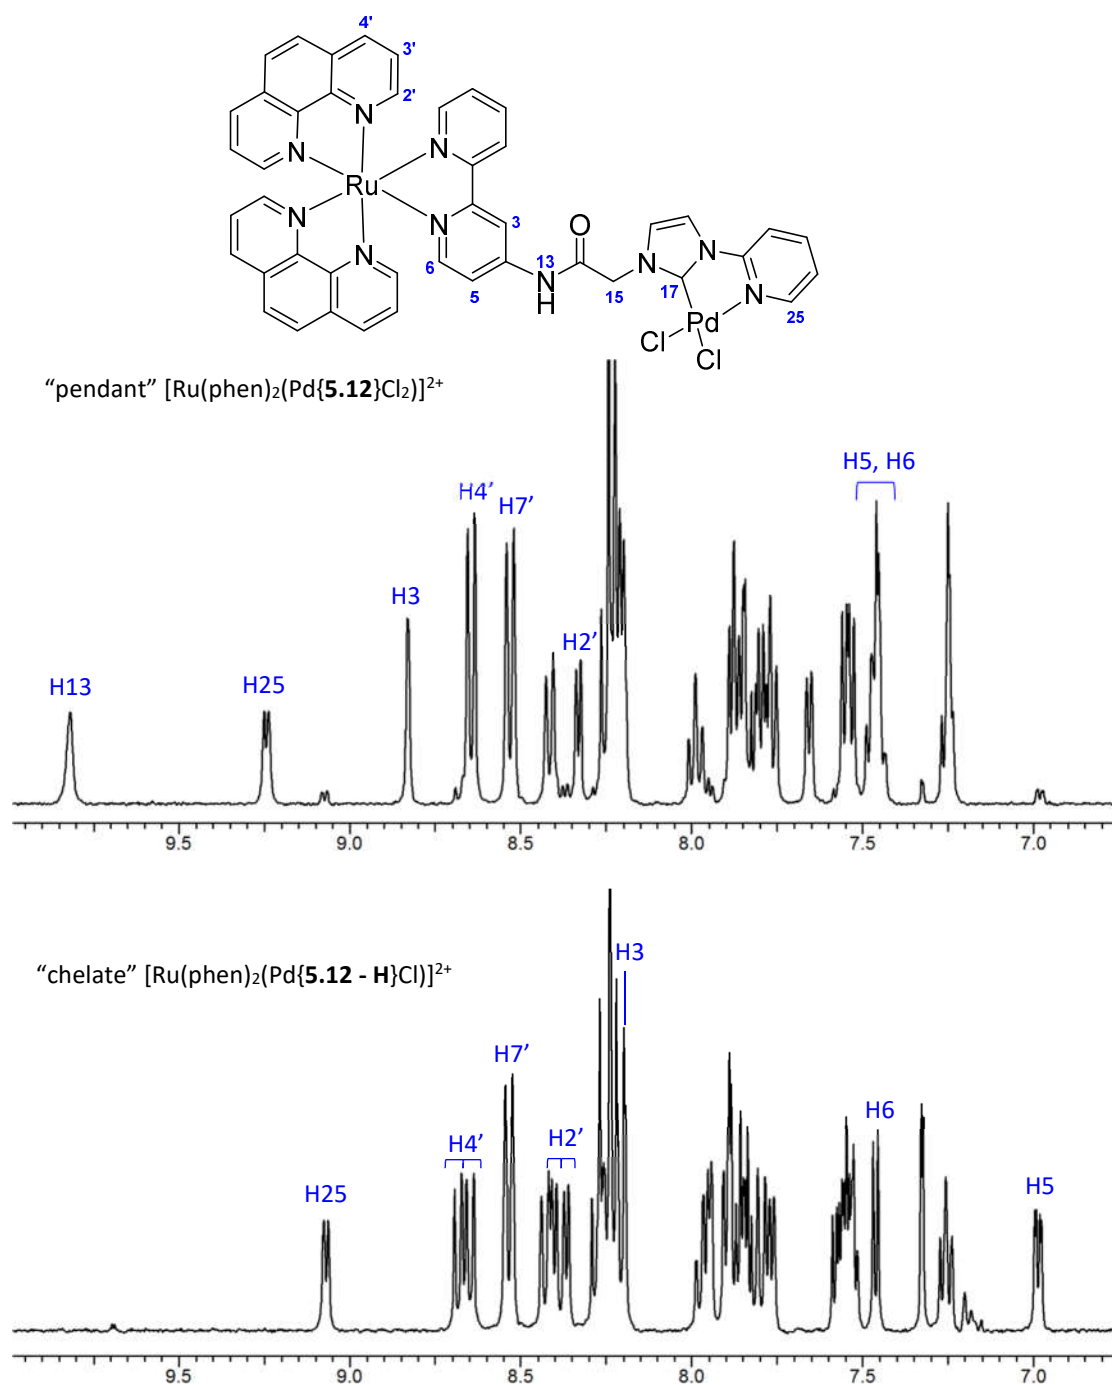 4'
3'
2'
N
N
N
Ru
N
N
N
3
6
5
O
13
N
H
15
N
N
17
N
25
Pd
Cl
Cl
“pendant” [Ru(phen)₂(Pd{5.12}Cl₂)]²⁺
H13
H25
H3
H4’
H7’
H2’
H5, H6
9.5 9.0 8.5 8.0 7.5 7.0
“chelate” [Ru(phen)₂(Pd{5.12 - H}Cl)]²⁺
H25
H4’
H7’
H2’
H3
H6
H5
9.5 9.0 8.5 8.0 7.5 7.0